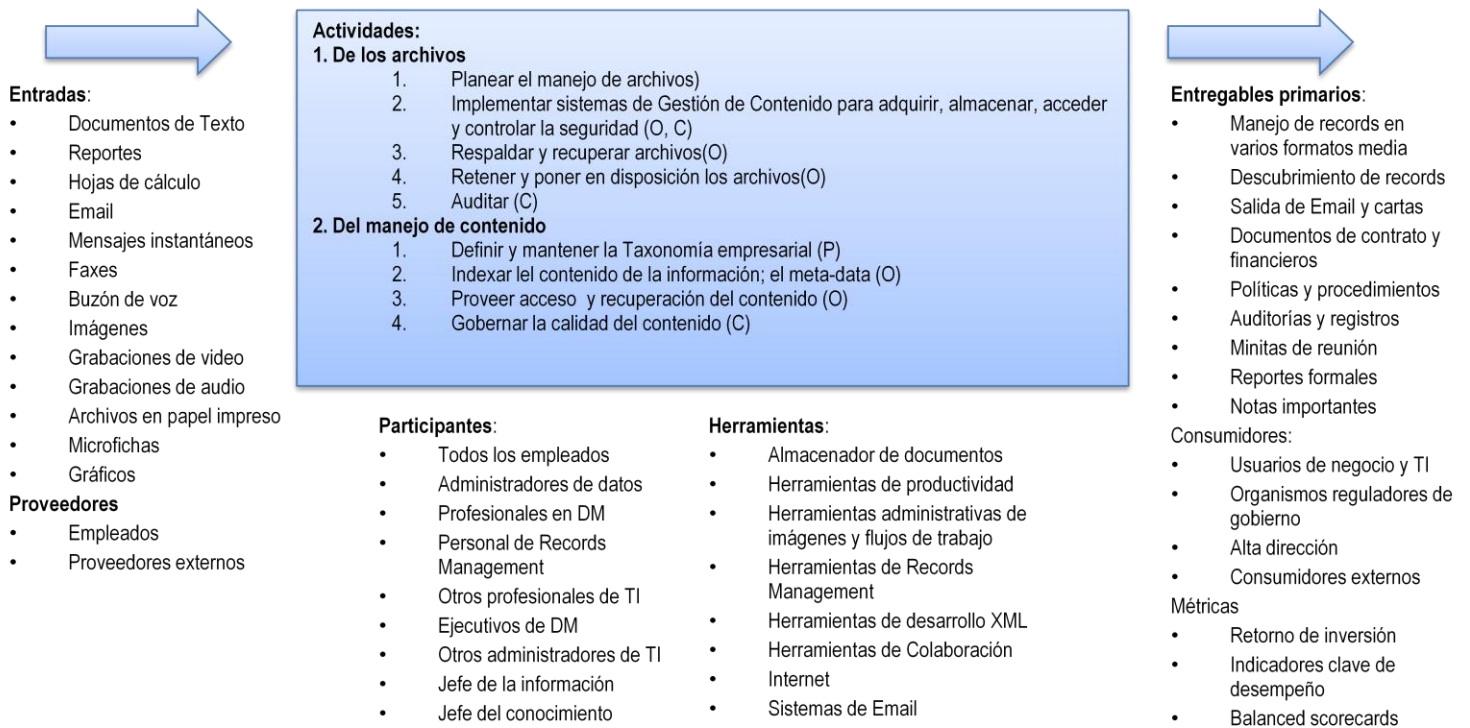 Entradas:
• Documentos de Texto
• Reportes
• Hojas de cálculo
• Email
• Mensajes instantáneos
• Faxes
• Buzón de voz
• Imágenes
• Grabaciones de video
• Grabaciones de audio
• Archivos en papel impreso
• Microfichas
• Gráficos
Proveedores
• Empleados
• Proveedores externos
Actividades:
1. De los archivos
1. Planear el manejo de archivos)
2. Implementar sistemas de Gestión de Contenido para adquirir, almacenar, acceder
y controlar la seguridad (O, C)
3. Respaldar y recuperar archivos(O)
4. Retener y poner en disposición los archivos(O)
5. Auditar (C)
2. Del manejo de contenido
1. Definir y mantener la Taxonomía empresarial (P)
2. Indexar lel contenido de la información; el meta-data (O)
3. Proveer acceso y recuperación del contenido (O)
4. Gobernar la calidad del contenido (C)
Participantes:
• Todos los empleados
• Administradores de datos
• Profesionales en DM
• Personal de Records
Management
• Otros profesionales de TI
• Ejecutivos de DM
• Otros administradores de TI
• Jefe de la información
• Jefe del conocimiento
Herramientas:
• Almacenador de documentos
• Herramientas de productividad
• Herramientas administrativas de
imágenes y flujos de trabajo
• Herramientas de Records
Management
• Herramientas de desarrollo XML
• Herramientas de Colaboración
• Internet
• Sistemas de Email
Entregables primarios:
• Manejo de records en
varios formatos media
• Descubrimiento de records
• Salida de Email y cartas
• Documentos de contrato y
financieros
• Políticas y procedimientos
• Auditorías y registros
• Minitas de reunión
• Reportes formales
• Notas importantes
Consumidores:
• Usuarios de negocio y TI
• Organismos reguladores de
gobierno
• Alta dirección
• Consumidores externos
Métricas
• Retorno de inversión
• Indicadores clave de
desempeño
• Balanced scorecards